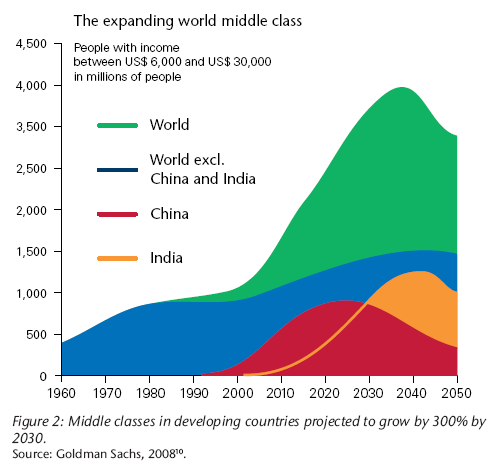 The expanding world middle class
4,500
4,000
3,500
3,000
2,500
2,000
1,500
1,000
500
0
People with income
between US$ 6,000 and US$ 30,000
in millions of people
World
World excl.
China and India
China
India
1960 1970 1980 1990 2000 2010 2020 2030 2040 2050
Figure 2: Middle classes in developing countries projected to grow by 300% by
2030.
Source: Goldman Sachs, 2008¹⁰.